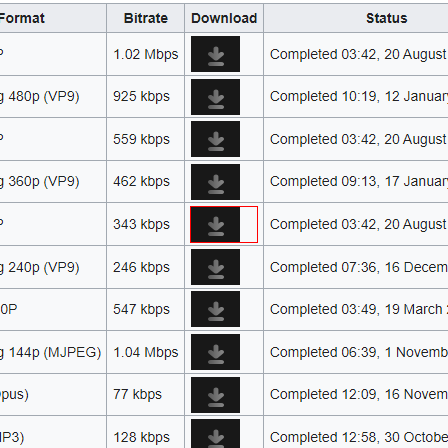 Format Bitrate Download Status
P 1.02 Mbps Completed 03:42, 20 August
g 480p (VP9) 925 kbps Completed 10:19, 12 January
P 559 kbps Completed 03:42, 20 August
g 360p (VP9) 462 kbps Completed 09:13, 17 January
P 343 kbps Completed 03:42, 20 August
g 240p (VP9) 246 kbps Completed 07:36, 16 Decem
0P 547 kbps Completed 03:49, 19 March 2
g 144p (MJPEG) 1.04 Mbps Completed 06:39, 1 Novemb
pus) 77 kbps Completed 12:09, 16 Novem
IP3) 128 kbps Completed 12:58, 30 Octobe